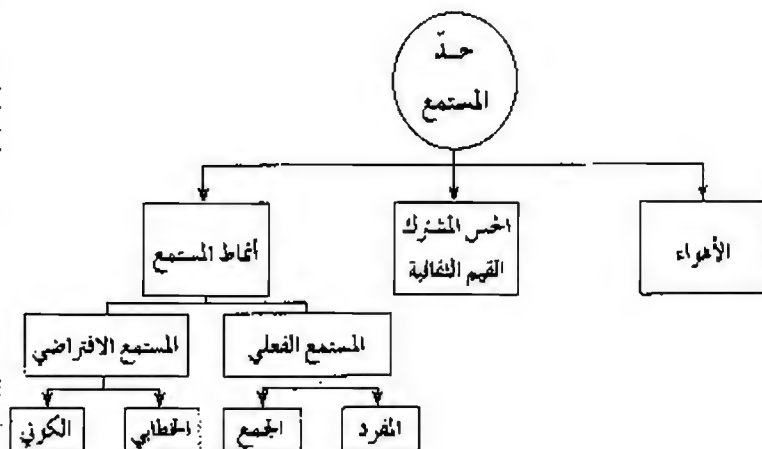 حدّ
المستمع
الأهواء
الحس المشترك
القيم الثقافية
أنماط المستمع
المستمع الفعلي
المستمع الافتراضي
المفرد
الجمع
الخطابي
الكوني